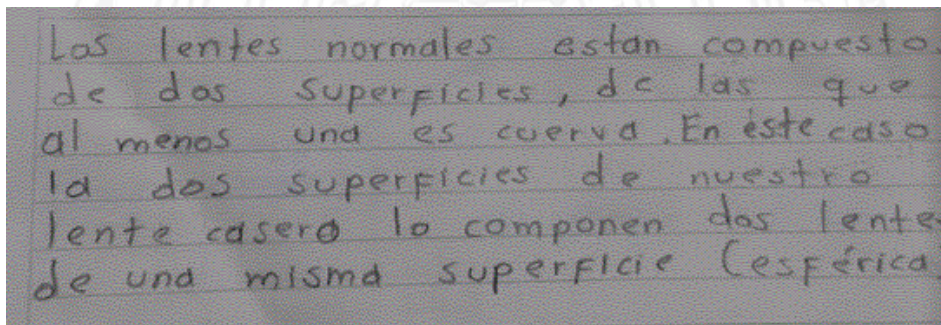 Los lentes normales estan compuesto.
de dos superficies, de las que
al menos una es cuerva. En éste caso
la dos superficies de nuestro
lente casero lo componen dos lente
de una misma superficie (esférica